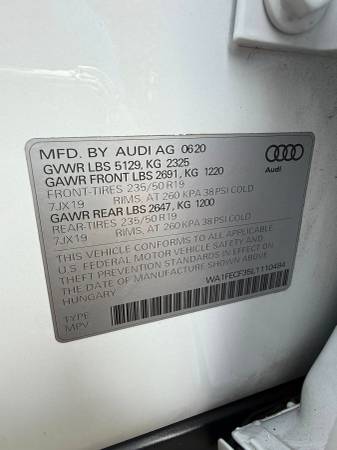 MFD. BY AUDI AG 0620
GVWR LBS 5129, KG 2325
GAWR FRONT LBS 2691, KG 1220
FRONT-TIRES 235/50 R19
7JX19 RIMS, AT 260 KPA 38 PSI COLD
GAWR REAR LBS 2647, KG 1200
REAR-TIRES 235/50 R19
7JX19 RIMS, AT 260 KPA 38 PSI COLD
THIS VEHICLE CONFORMS TO ALL APPLICABLE
U.S. FEDERAL MOTOR VEHICLE SAFETY
STANDARDS IN EFFECT ON THE
DATE OF MANUFACTURE SHOWN ABOVE.
HUNGARY
WA1FECF35L1110484
TYPE
MPV
Audi